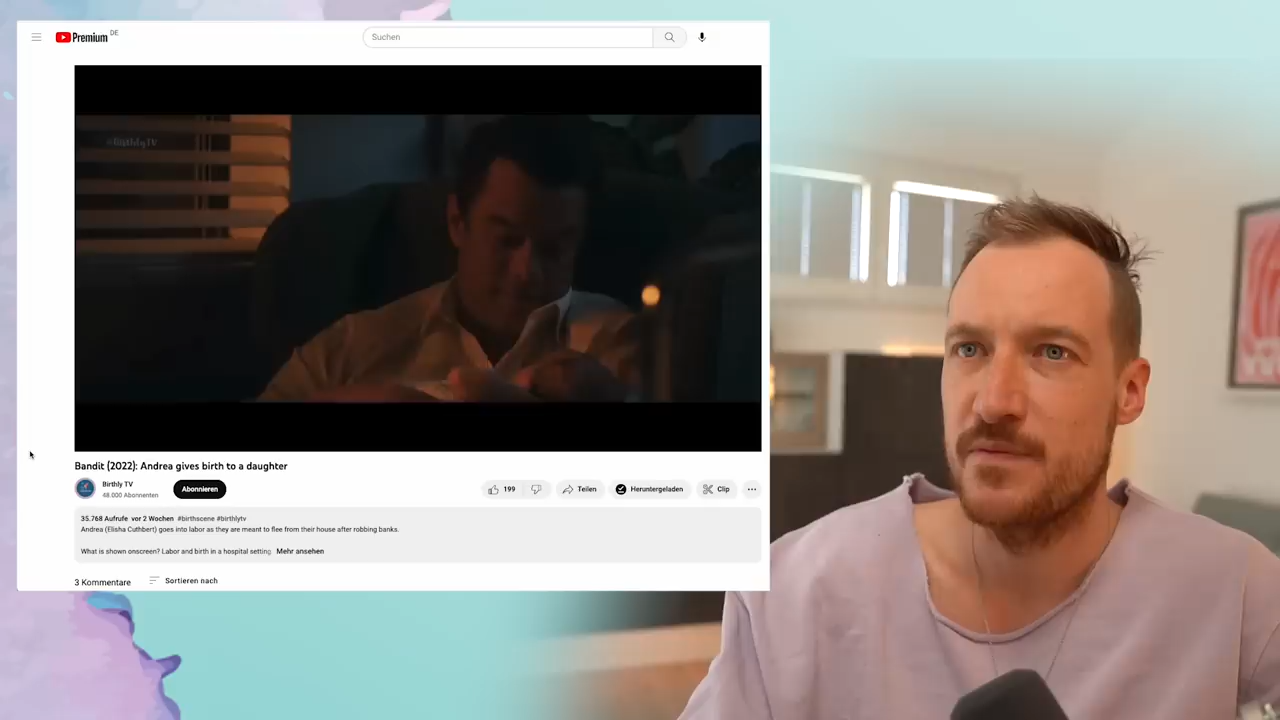 Premium DE
Suchen
#BirthlyTV
Bandit (2022): Andrea gives birth to a daughter
Birthly TV
48.000 Abonnenten
Abonnieren
199
Teilen
Heruntergeladen
Clip
35.768 Aufrufe vor 2 Wochen #birthscene #birthlytv
Andrea (Elisha Cuthbert) goes into labor as they are meant to flee from their house after robbing banks.
What is shown onscreen? Labor and birth in a hospital setting Mehr ansehen
3 Kommentare
Sortieren nach